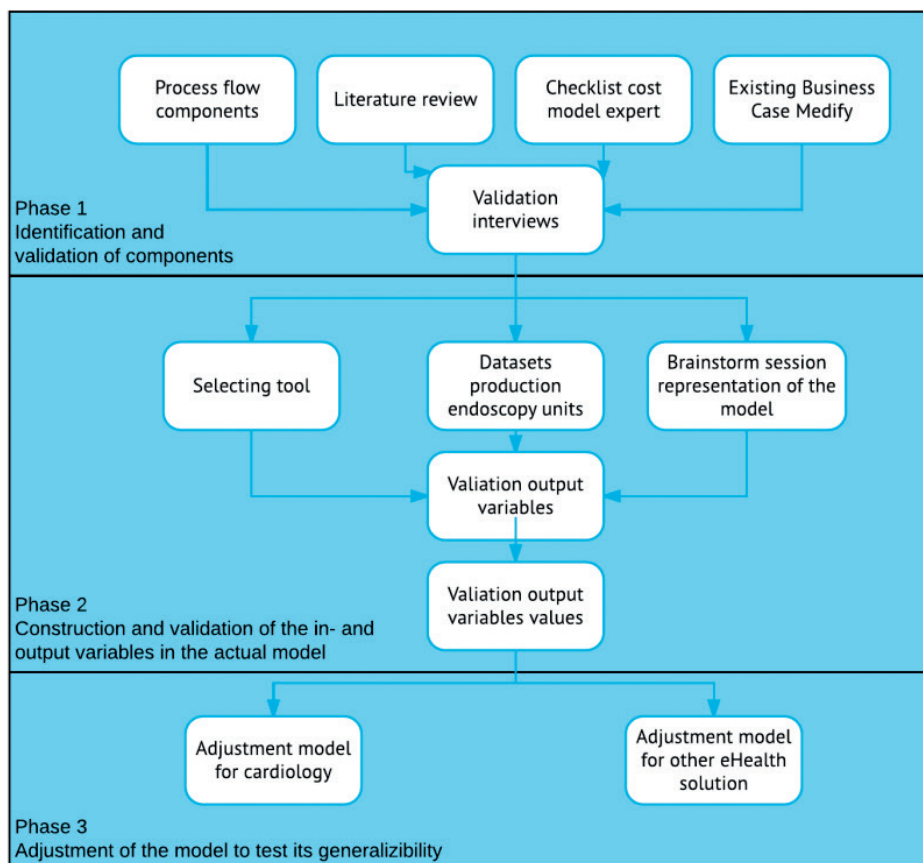 Process flow
components
Literature review
Checklist cost
model expert
Existing Business
Case Medify
Validation
interviews
Phase 1
Identification and
validation of components
Selecting tool
Datasets
production
endoscopy units
Brainstorm session
representation of the
model
Valiation output
variables
Valiation output
variables values
Phase 2
Construction and validation of the in- and
output variables in the actual model
Adjustment model
for cardiology
Adjustment model
for other eHealth
solution
Phase 3
Adjustment of the model to test its generalizibility